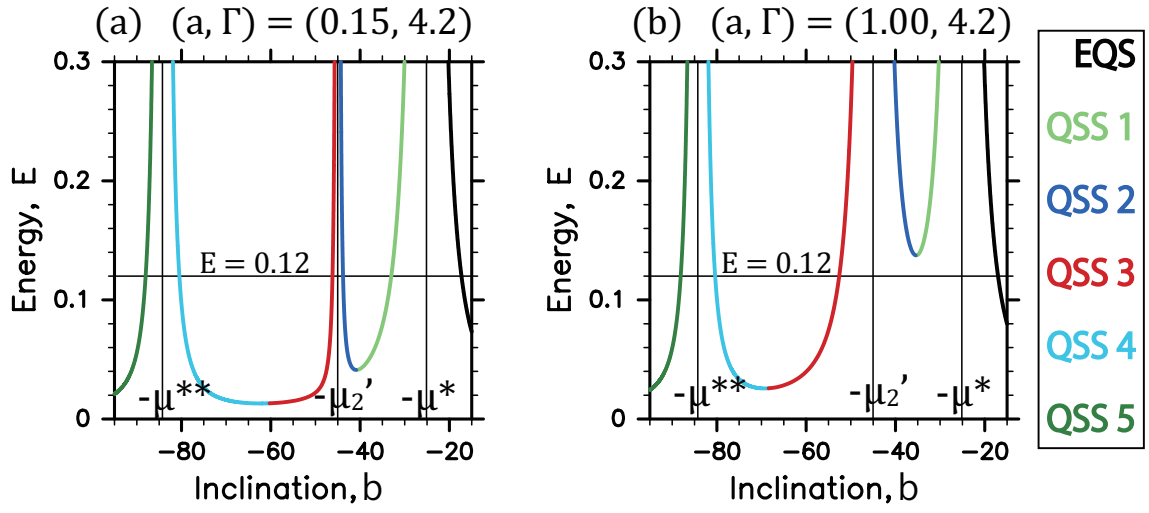 (a) (a, Γ) = (0.15, 4.2)
0.3
0.2
0.1
0
Energy, E
E = 0.12
-μ** -μ₂’ -μ*
−80 −60 −40 −20
Inclination, b
(b) (a, Γ) = (1.00, 4.2)
0.3
0.2
0.1
0
Energy, E
E = 0.12
-μ** -μ₂’ -μ*
−80 −60 −40 −20
Inclination, b
EQS
QSS 1
QSS 2
QSS 3
QSS 4
QSS 5